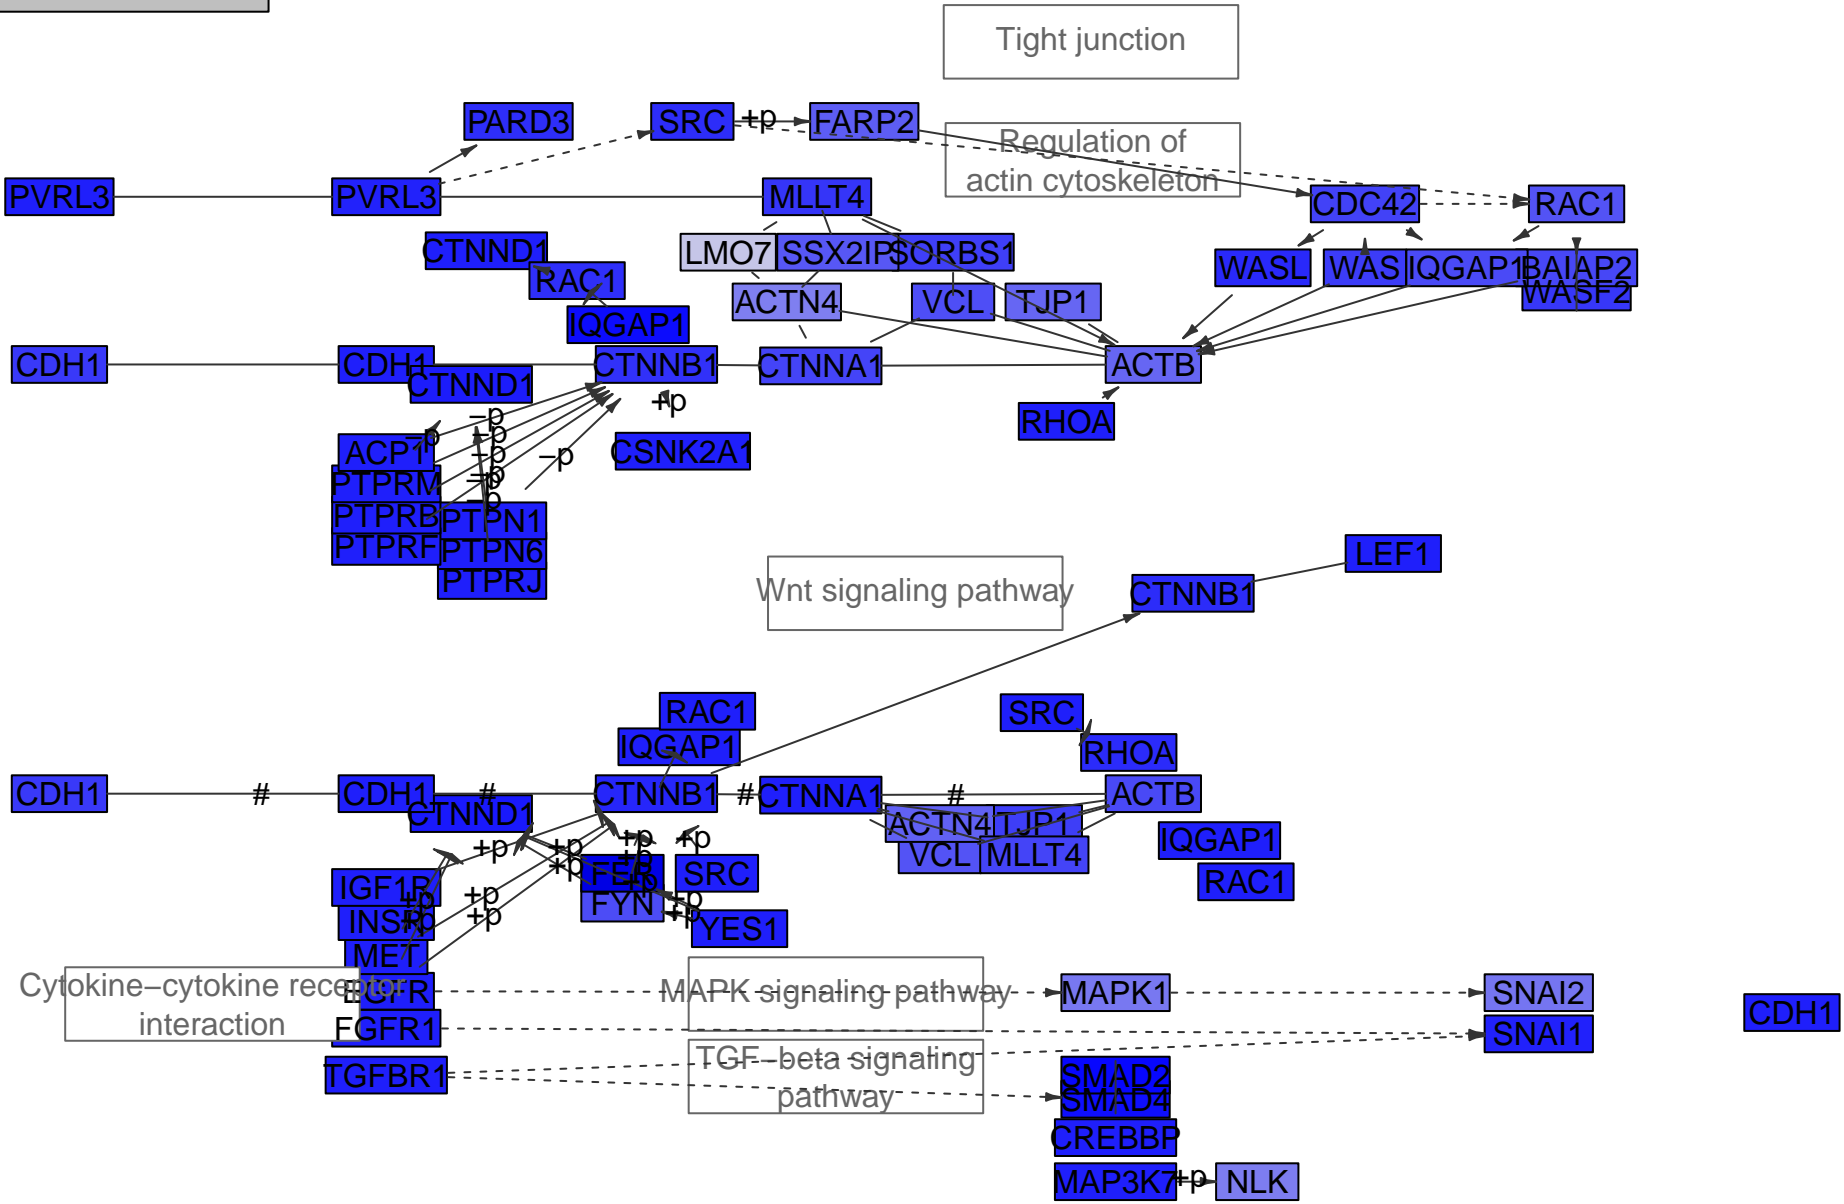 Tight junction
PARD3
SRC
+p
FARP2
Regulation of
actin cytoskeleton
PVRL3
PVRL3
MLLT4
CDC42
RAC1
CTNND1
RAC1
IQGAP1
LMO7
SSX2IP
SORBS1
ACTN4
VCL
TJP1
WASL
WAS
IQGAP1
BAIAP2
WASF2
CDH1
CDH1
CTNND1
CTNNB1
CTNNA1
ACTB
+p
RHOA
−p
−p
−p
−p
−p
−p
−p
−p
ACP1
PTPRM
PTPRB
PTPRF
PTPN1
PTPN6
PTPRJ
CSNK2A1
LEF1
Wnt signaling pathway
CTNNB1
RAC1
IQGAP1
SRC
RHOA
CDH1
#
CDH1
#
CTNND1
CTNNB1
#
CTNNA1
#
ACTB
ACTN4
TJP1
VCL
MLLT4
IQGAP1
RAC1
+p
+p
+p
+p
+p
+p
+p
+p
+p
+p
+p
+p
+p
IGF1R
INSR
MET
FER
FYN
SRC
YES1
Cytokine−cytokine receptor
interaction
EGFR
FGFR1
TGFBR1
MAPK signaling pathway
MAPK1
SNAI2
SNAI1
CDH1
TGF−beta signaling
pathway
SMAD2
SMAD4
CREBBP
MAP3K7
+p
NLK